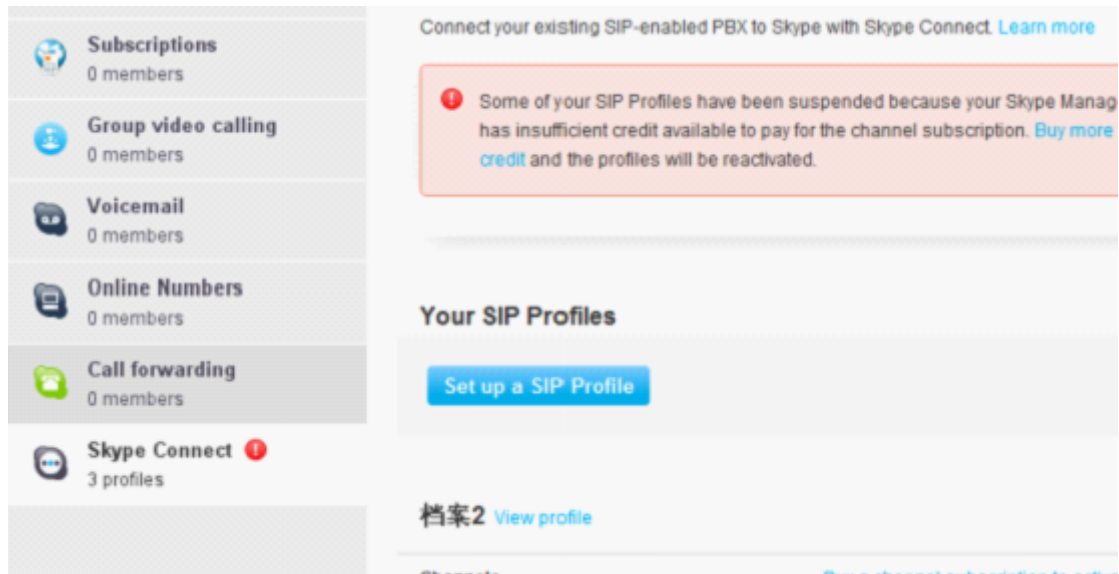 Subscriptions
0 members
Group video calling
0 members
Voicemail
0 members
Online Numbers
0 members
Call forwarding
0 members
Skype Connect
3 profiles
Connect your existing SIP-enabled PBX to Skype with Skype Connect. Learn more
Some of your SIP Profiles have been suspended because your Skype Manag
has insufficient credit available to pay for the channel subscription. Buy more
credit and the profiles will be reactivated.
Your SIP Profiles
Set up a SIP Profile
档案2 View profile